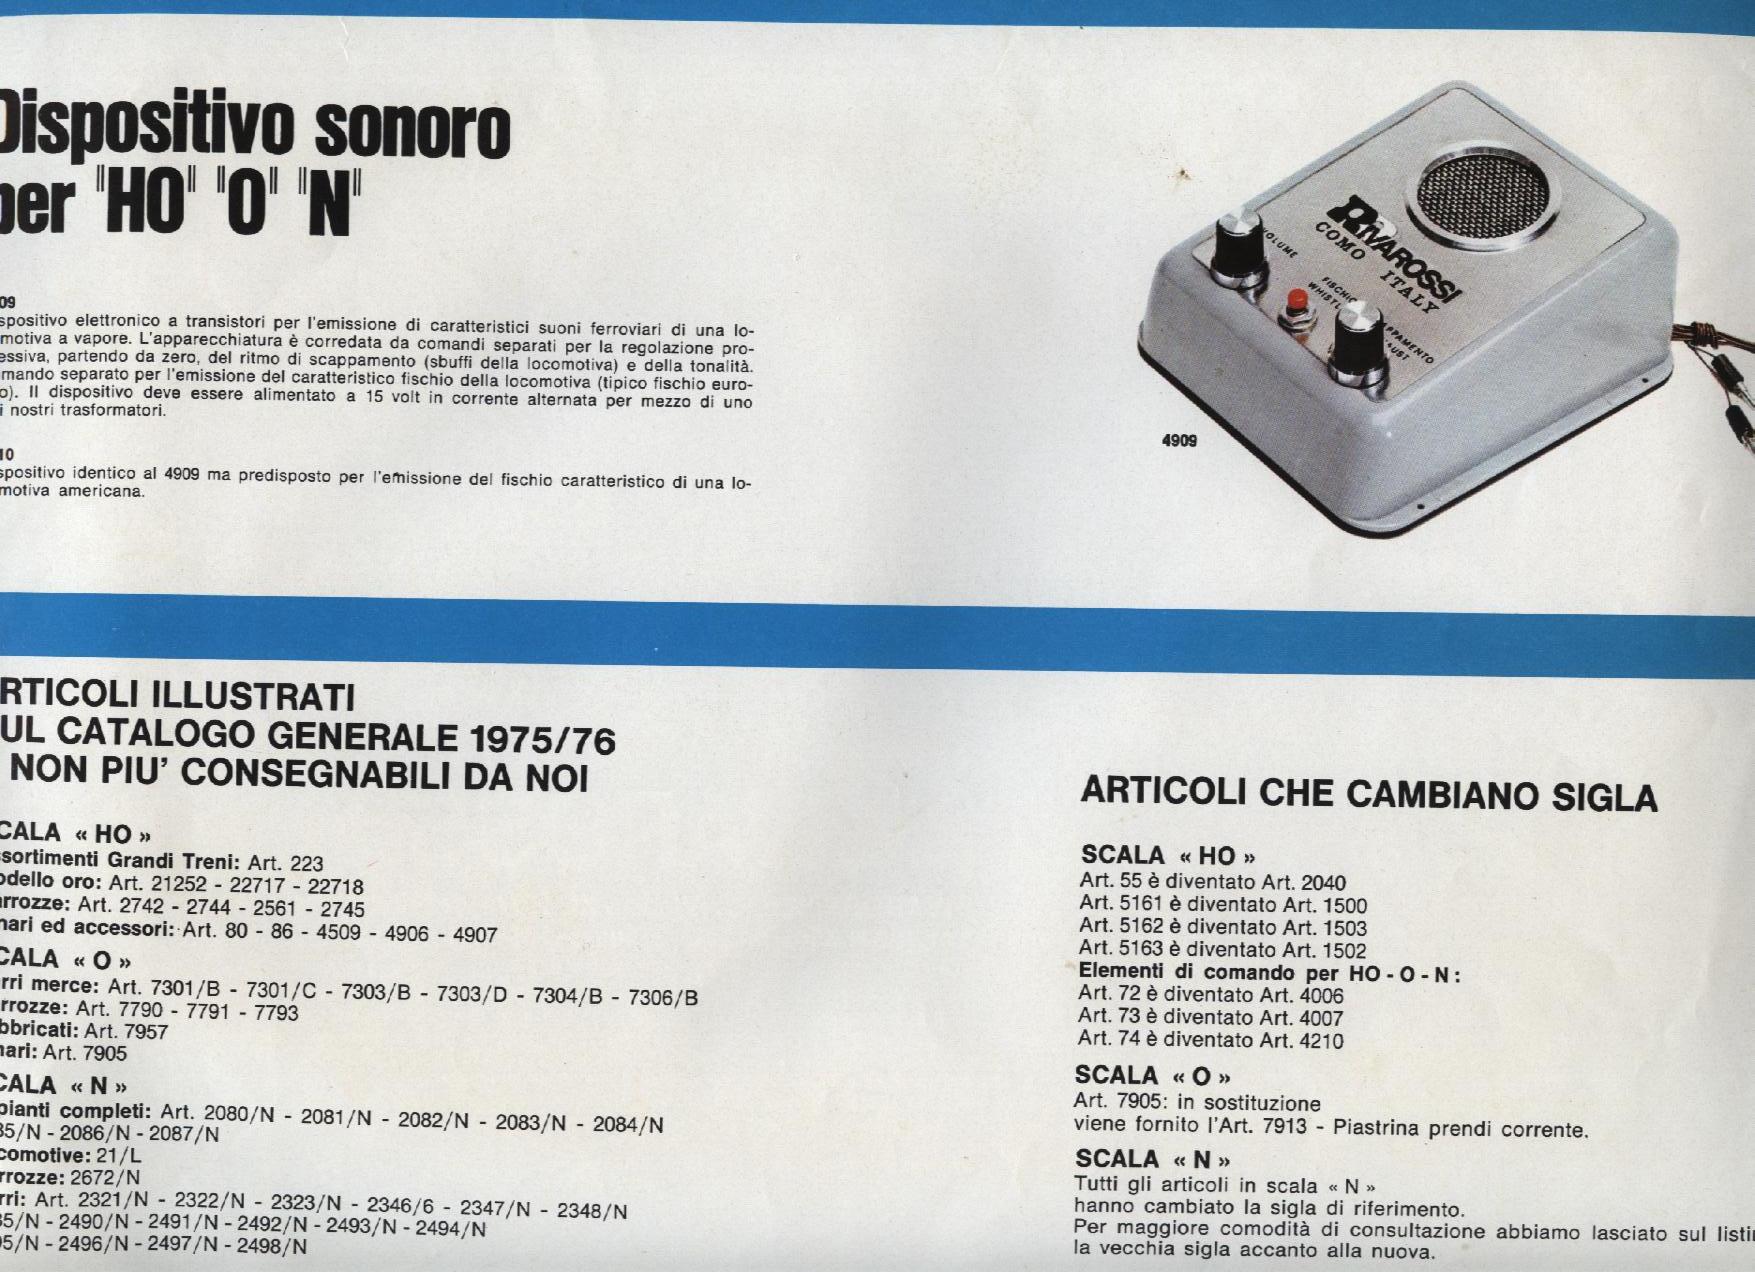 Dispositivo sonoro
per "HO" "O" "N"
09
spositivo elettronico a transistori per l'emissione di caratteristici suoni ferroviari di una lo-
motiva a vapore. L'apparecchiatura è corredata da comandi separati per la regolazione pro-
essiva, partendo da zero, del ritmo di scappamento (sbuffi della locomotiva) e della tonalità.
mando separato per l'emissione del caratteristico fischio della locomotiva (tipico fischio euro-
o). Il dispositivo deve essere alimentato a 15 volt in corrente alternata per mezzo di uno
i nostri trasformatori.
10
spositivo identico al 4909 ma predisposto per l'emissione del fischio caratteristico di una lo-
motiva americana.
VOLUME
RIVAROSSI
COMO ITALY
FISCHIO
WHISTLE
4909
RTICOLI ILLUSTRATI
UL CATALOGO GENERALE 1975/76
NON PIU' CONSEGNABILI DA NOI
CALA « HO »
ssortimenti Grandi Treni: Art. 223
odello oro: Art. 21252 - 22717 - 22718
arrozze: Art. 2742 - 2744 - 2561 - 2745
nari ed accessori: Art. 80 - 86 - 4509 - 4906 - 4907
CALA « O »
rri merce: Art. 7301/B - 7301/C - 7303/B - 7303/D - 7304/B - 7306/B
rrozze: Art. 7790 - 7791 - 7793
bbricati: Art. 7957
nari: Art. 7905
CALA « N »
pianti completi: Art. 2080/N - 2081/N - 2082/N - 2083/N - 2084/N
85/N - 2086/N - 2087/N
comotive: 21/L
rrozze: 2672/N
rri: Art. 2321/N - 2322/N - 2323/N - 2346/6 - 2347/N - 2348/N
5/N - 2490/N - 2491/N - 2492/N - 2493/N - 2494/N
95/N - 2496/N - 2497/N - 2498/N
ARTICOLI CHE CAMBIANO SIGLA
SCALA « HO »
Art. 55 è diventato Art. 2040
Art. 5161 è diventato Art. 1500
Art. 5162 è diventato Art. 1503
Art. 5163 è diventato Art. 1502
Elementi di comando per HO - O - N :
Art. 72 è diventato Art. 4006
Art. 73 è diventato Art. 4007
Art. 74 è diventato Art. 4210
SCALA « O »
Art. 7905: in sostituzione
viene fornito l'Art. 7913 - Piastrina prendi corrente.
SCALA « N »
Tutti gli articoli in scala « N »
hanno cambiato la sigla di riferimento.
Per maggiore comodità di consultazione abbiamo lasciato sul listi
la vecchia sigla accanto alla nuova.